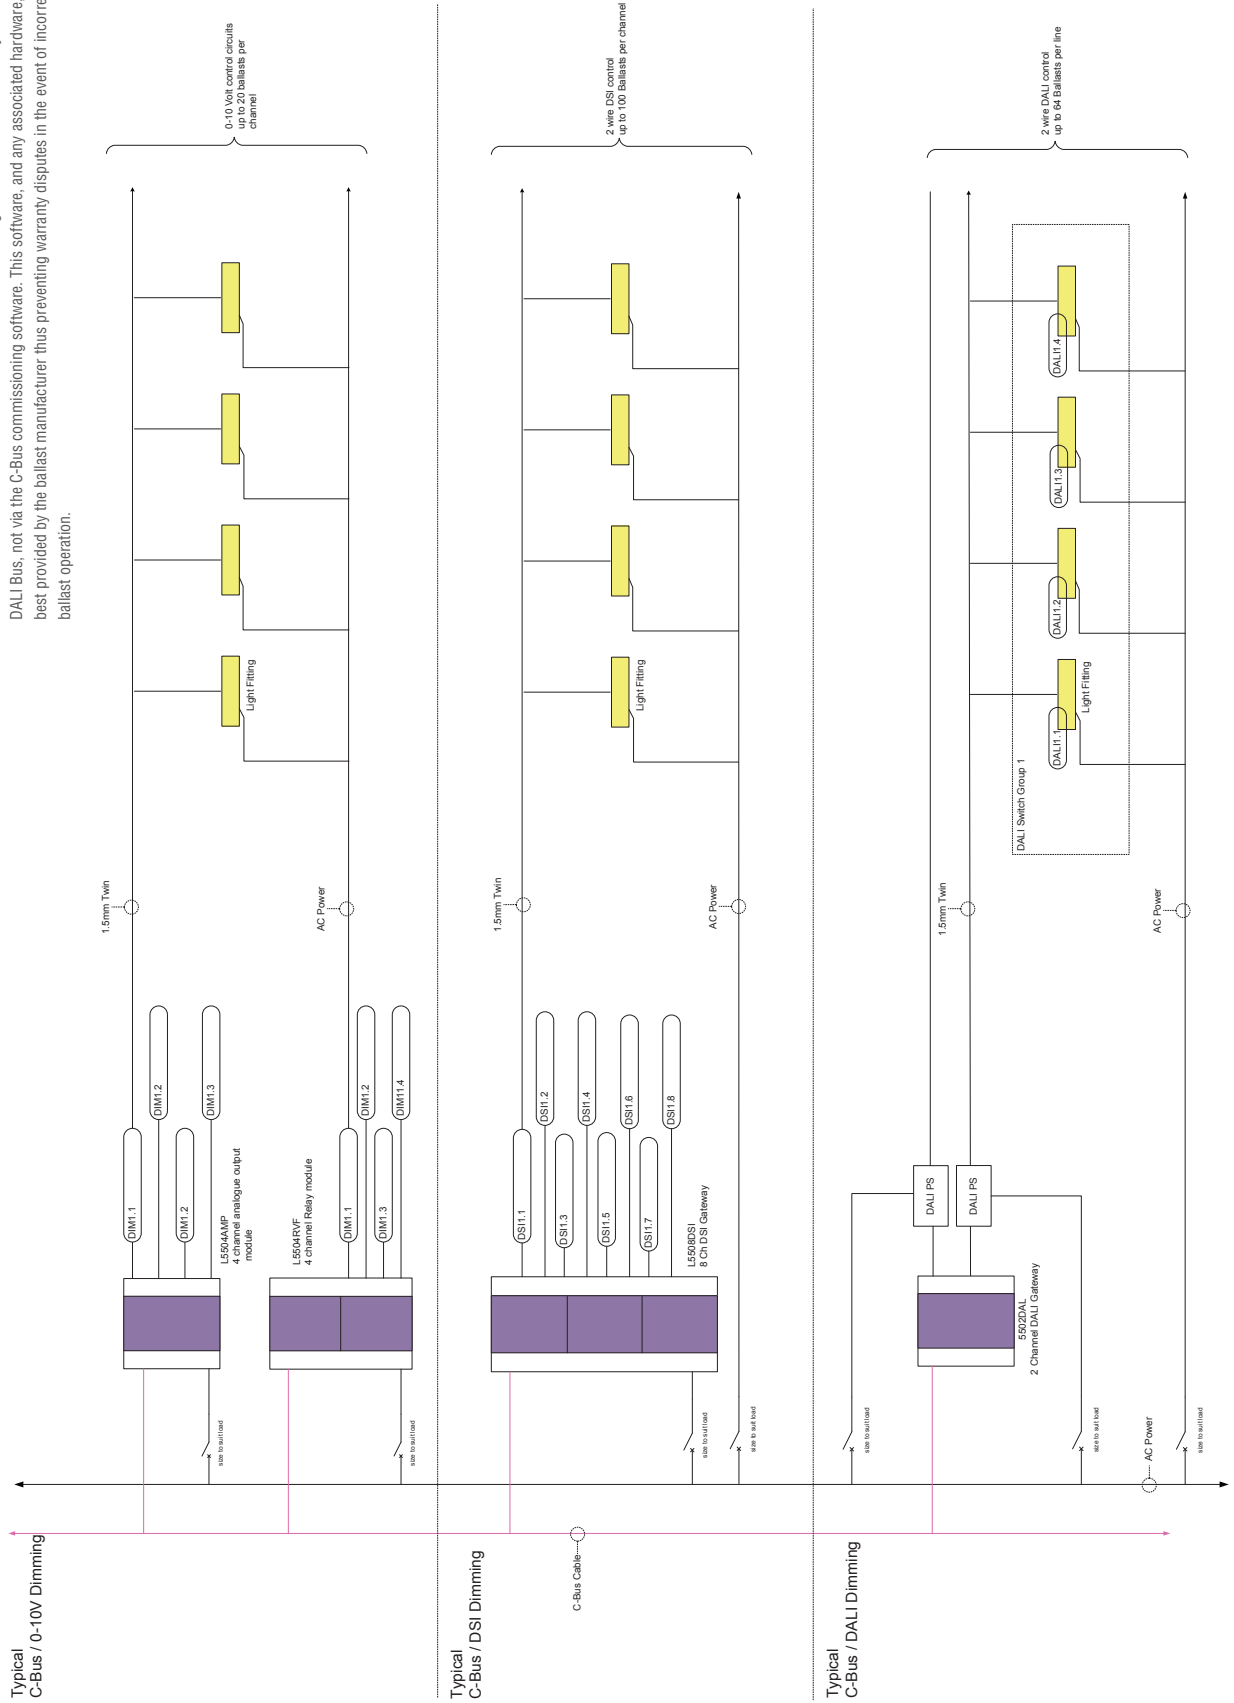 DALI Bus, not via the C-Bus commissioning software. This software, and any associated hardware,
best provided by the ballast manufacturer thus preventing warranty disputes in the event of incorre
ballast operation.
Typical
C-Bus / 0-10V Dimming
size to suit load
size to suit load
L5504AMP
4 channel analogue output
module
L5504RVF
4 channel Relay module
DIM1.1
DIM1.2
DIM1.2
DIM1.3
DIM1.1
DIM1.2
DIM1.3
DIM11.4
1.5mm Twin
AC Power
Light Fitting
0-10 Volt control circuits
up to 20 ballasts per
channel
Typical
C-Bus / DSI Dimming
C-Bus Cable
size to suit load
size to suit load
L5508DSI
8 Ch DSI Gateway
DSI1.1
DSI1.2
DSI1.3
DSI1.4
DSI1.5
DSI1.6
DSI1.7
DSI1.8
1.5mm Twin
AC Power
Light Fitting
2 wire DSI control
up to 100 Ballasts per channel
Typical
C-Bus / DALI Dimming
AC Power
size to suit load
size to suit load
size to suit load
5502DAL
2 Channel DALI Gateway
DALI PS
DALI PS
1.5mm Twin
AC Power
DALI Switch Group 1
DALI1.1
DALI1.2
DALI1.3
DALI1.4
Light Fitting
2 wire DALI control
up to 64 Ballasts per line